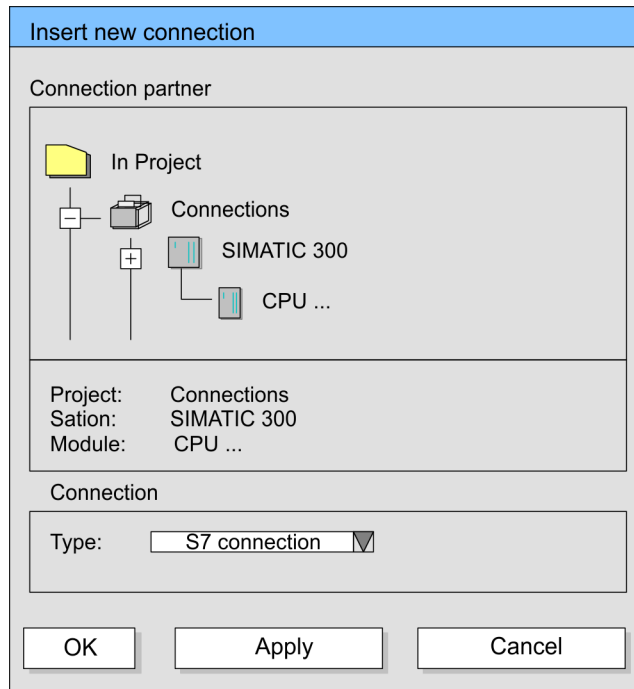 Insert new connection
Connection partner
In Project
Connections
SIMATIC 300
CPU ...
Project: Connections
Sation: SIMATIC 300
Module: CPU ...
Connection
Type: S7 connection
OK Apply Cancel